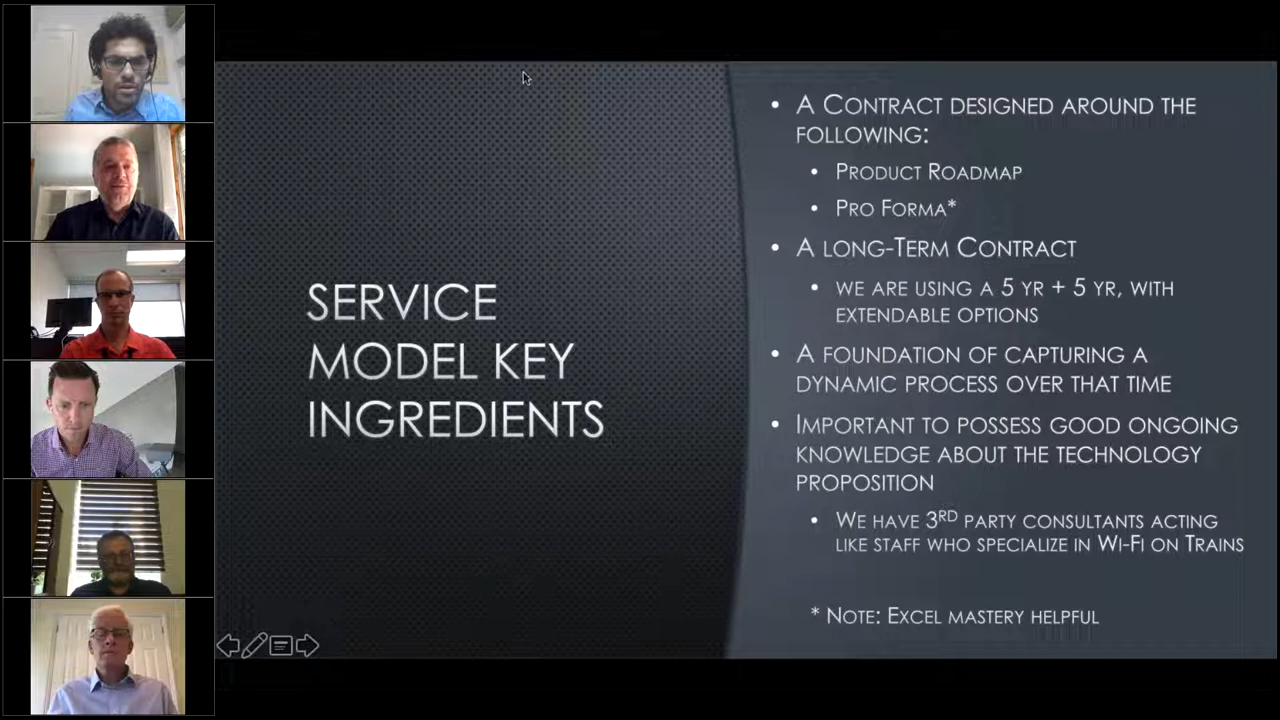 SERVICE
MODEL KEY
INGREDIENTS
• A CONTRACT DESIGNED AROUND THE
FOLLOWING:
• PRODUCT ROADMAP
• PRO FORMA*
• A LONG-TERM CONTRACT
• WE ARE USING A 5 YR + 5 YR, WITH
EXTENDABLE OPTIONS
• A FOUNDATION OF CAPTURING A
DYNAMIC PROCESS OVER THAT TIME
• IMPORTANT TO POSSESS GOOD ONGOING
KNOWLEDGE ABOUT THE TECHNOLOGY
PROPOSITION
• WE HAVE 3RD PARTY CONSULTANTS ACTING
LIKE STAFF WHO SPECIALIZE IN WI-FI ON TRAINS
* NOTE: EXCEL MASTERY HELPFUL